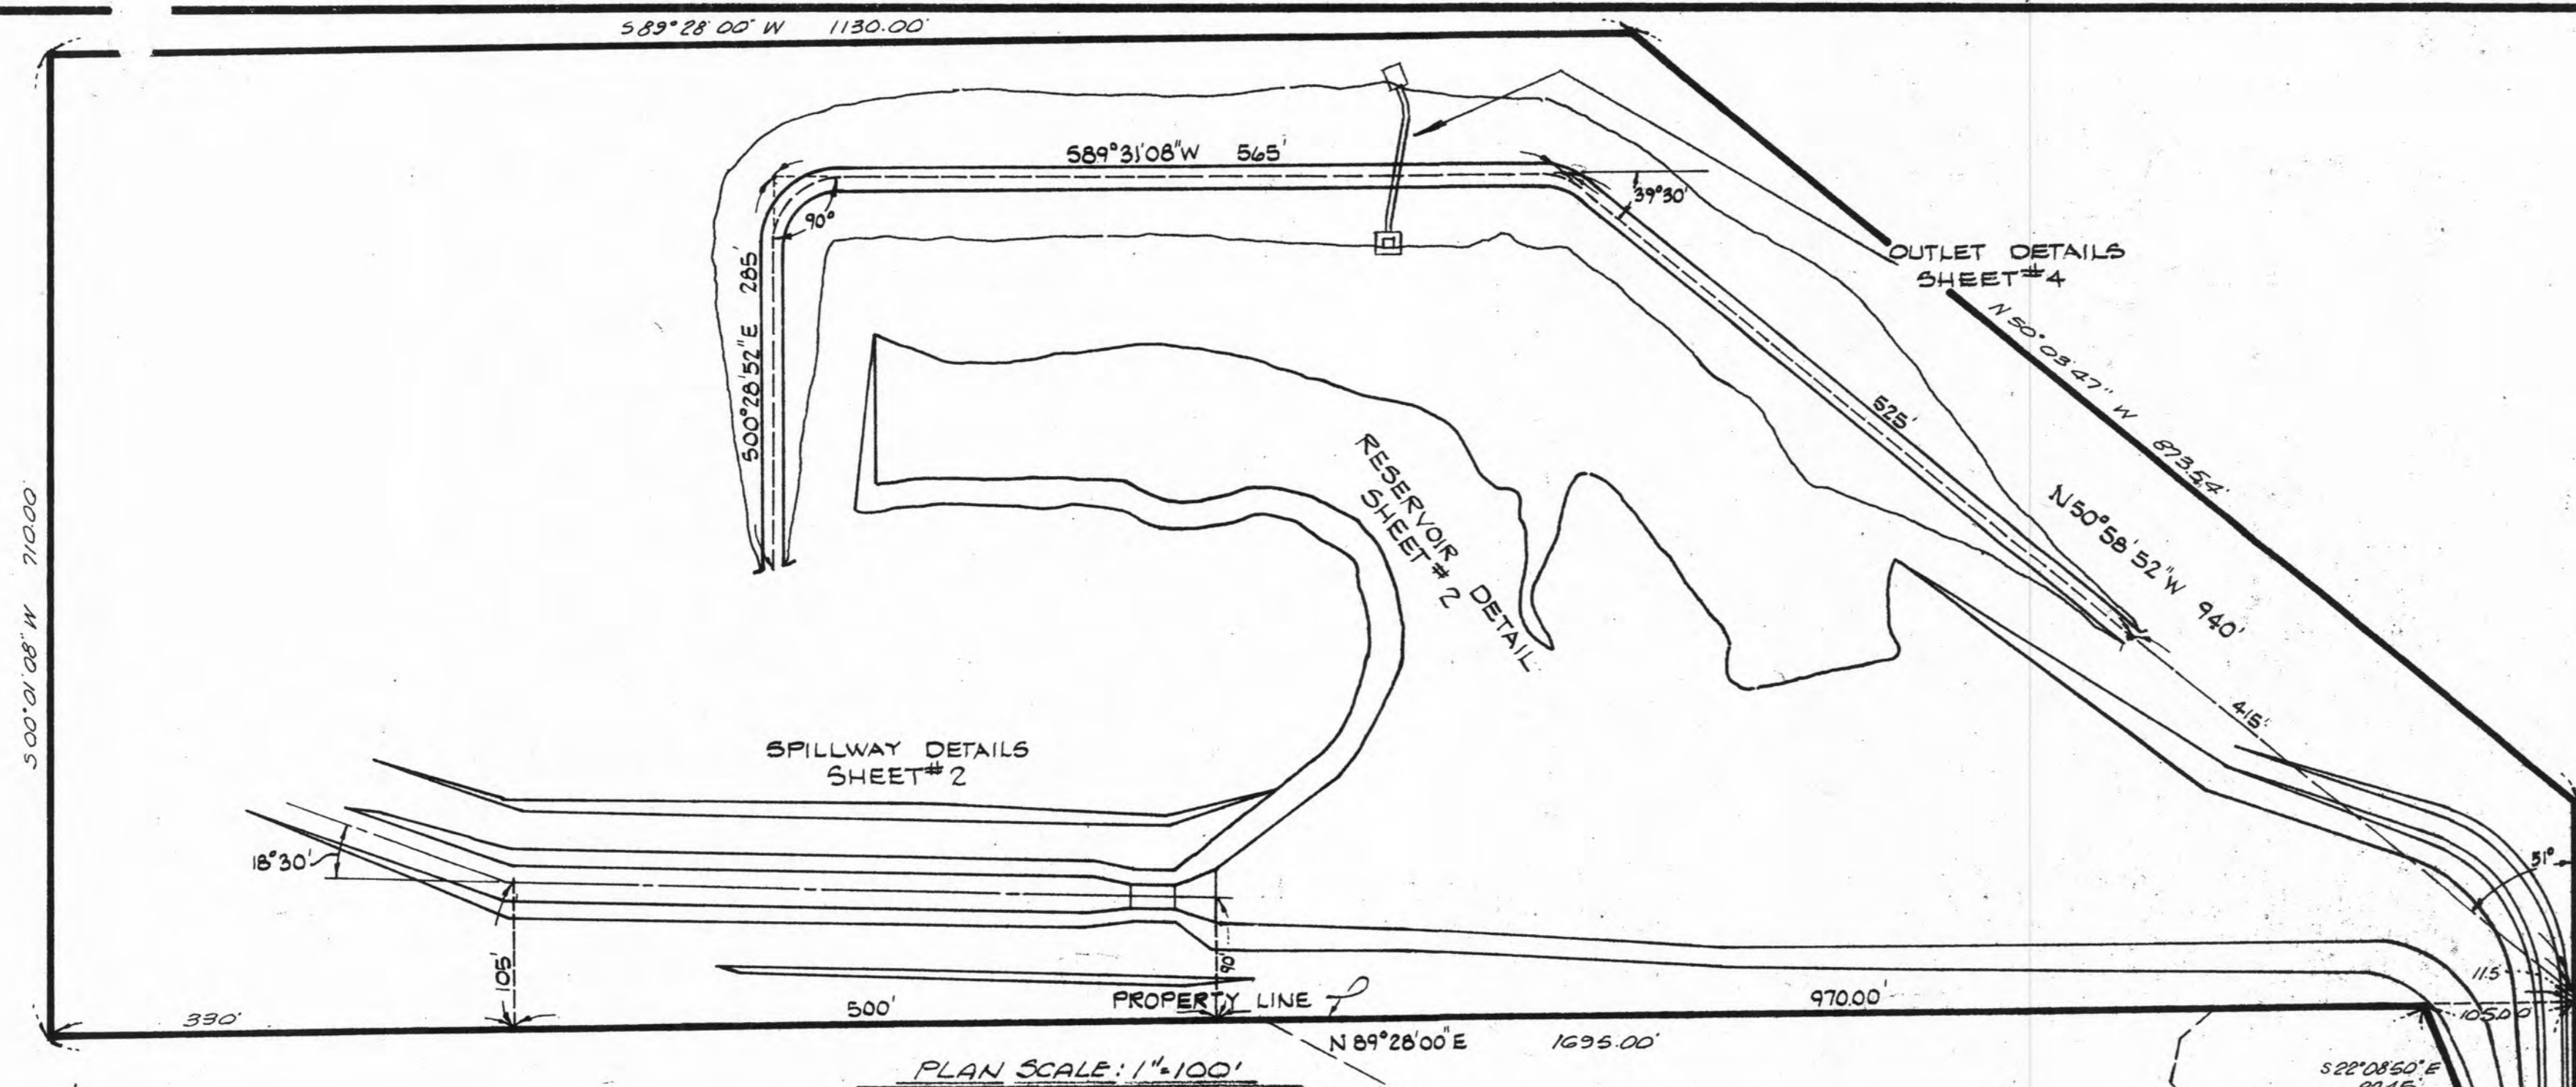 S89°28'00" W 1130.00'
S89°31'08"W 565'
39°30'
90°
S00°28'52"E 285'
OUTLET DETAILS
SHEET #4
N 50° 03' 47" W 873.54'
525'
N50°58'52"W 940'
RESERVOIR DETAIL
SHEET #2
S00°10'08" W 710.00'
415'
SPILLWAY DETAILS
SHEET #2
18°30'
51°
105'
90'
11.5
330'
500'
PROPERTY LINE
970.00'
105.00'
N 89°28'00"E 1695.00'
PLAN SCALE: 1"=100'
S22°08'50"E